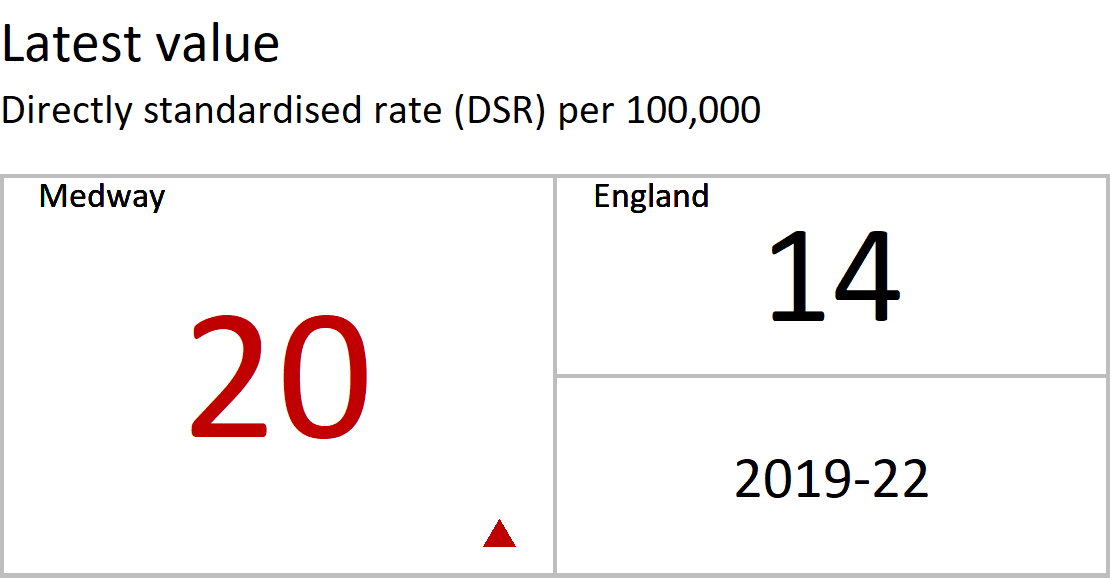 Latest value
Directly standardised rate (DSR) per 100,000
Medway
20
England
14
2019-22